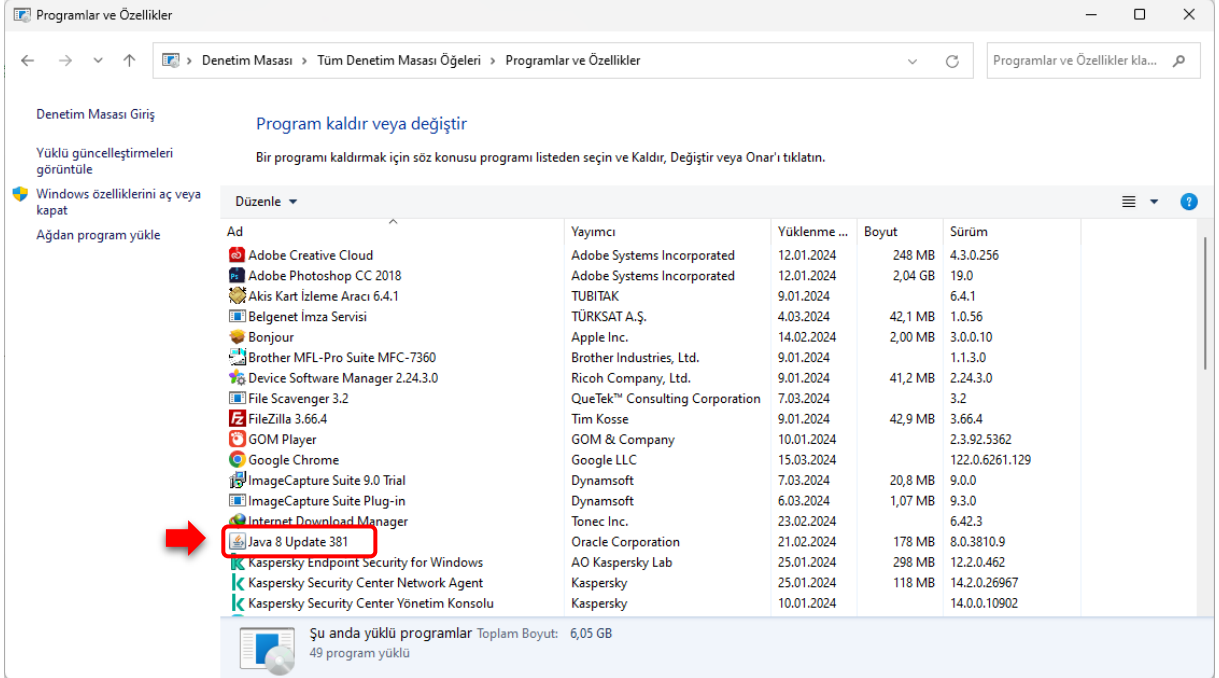 Programlar ve Özellikler
Denetim Masası > Tüm Denetim Masası Öğeleri > Programlar ve Özellikler
Programlar ve Özellikler kla...
Denetim Masası Giriş
Yüklü güncelleştirmeleri
görüntüle
Windows özelliklerini aç veya
kapat
Ağdan program yükle
Program kaldır veya değiştir
Bir programı kaldırmak için söz konusu programı listeden seçin ve Kaldır, Değiştir veya Onar'ı tıklatın.
Düzenle
Ad Yayımcı Yüklenme ... Boyut Sürüm
Adobe Creative Cloud Adobe Systems Incorporated 12.01.2024 248 MB 4.3.0.256
Adobe Photoshop CC 2018 Adobe Systems Incorporated 12.01.2024 2,04 GB 19.0
Akis Kart İzleme Aracı 6.4.1 TUBITAK 9.01.2024 6.4.1
Belgenet İmza Servisi TÜRKSAT A.Ş. 4.03.2024 42,1 MB 1.0.56
Bonjour Apple Inc. 14.02.2024 2,00 MB 3.0.0.10
Brother MFL-Pro Suite MFC-7360 Brother Industries, Ltd. 9.01.2024 1.1.3.0
Device Software Manager 2.24.3.0 Ricoh Company, Ltd. 9.01.2024 41,2 MB 2.24.3.0
File Scavenger 3.2 QueTek™ Consulting Corporation 7.03.2024 3.2
FileZilla 3.66.4 Tim Kosse 9.01.2024 42,9 MB 3.66.4
GOM Player GOM & Company 10.01.2024 2.3.92.5362
Google Chrome Google LLC 15.03.2024 122.0.6261.129
ImageCapture Suite 9.0 Trial Dynamsoft 7.03.2024 20,8 MB 9.0.0
ImageCapture Suite Plug-in Dynamsoft 6.03.2024 1,07 MB 9.3.0
Internet Download Manager Tonec Inc. 23.02.2024 6.42.3
Java 8 Update 381 Oracle Corporation 21.02.2024 178 MB 8.0.3810.9
Kaspersky Endpoint Security for Windows AO Kaspersky Lab 25.01.2024 298 MB 12.2.0.462
Kaspersky Security Center Network Agent Kaspersky 25.01.2024 118 MB 14.2.0.26967
Kaspersky Security Center Yönetim Konsolu Kaspersky 10.01.2024 14.0.0.10902
Şu anda yüklü programlar Toplam Boyut: 6,05 GB
49 program yüklü